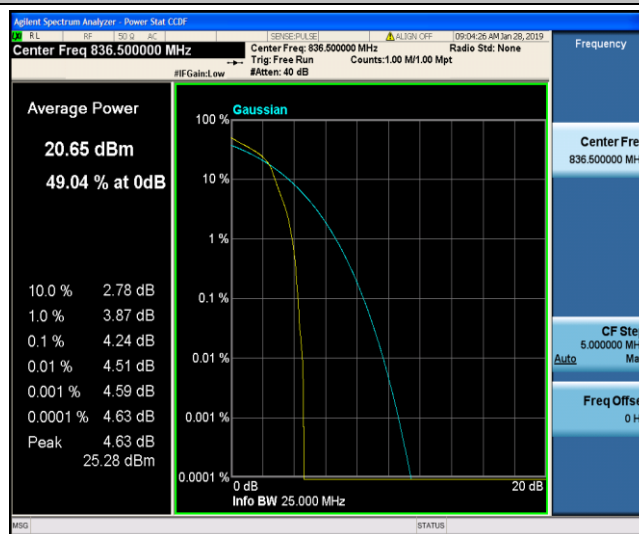 Agilent Spectrum Analyzer - Power Stat CCDF
RL RF 50 Ω AC SENSE:PULSE ALIGN OFF 09:04:26 AM Jan 28, 2019
Center Freq 836.500000 MHz
Center Freq: 836.500000 MHz Radio Std: None
Trig: Free Run Counts:1.00 M/1.00 Mpt
#IFGain:Low #Atten: 40 dB
Frequency
Average Power
20.65 dBm
49.04 % at 0dB
10.0 % 2.78 dB
1.0 % 3.87 dB
0.1 % 4.24 dB
0.01 % 4.51 dB
0.001 % 4.59 dB
0.0001 % 4.63 dB
Peak 4.63 dB
25.28 dBm
Gaussian
100 %
10 %
1 %
0.1 %
0.01 %
0.001 %
0.0001 %
0 dB 20 dB
Info BW 25.000 MHz
Center Fre
836.500000 MH
CF Ste
5.000000 MH
Auto Ma
Freq Offse
0 H
MSG STATUS